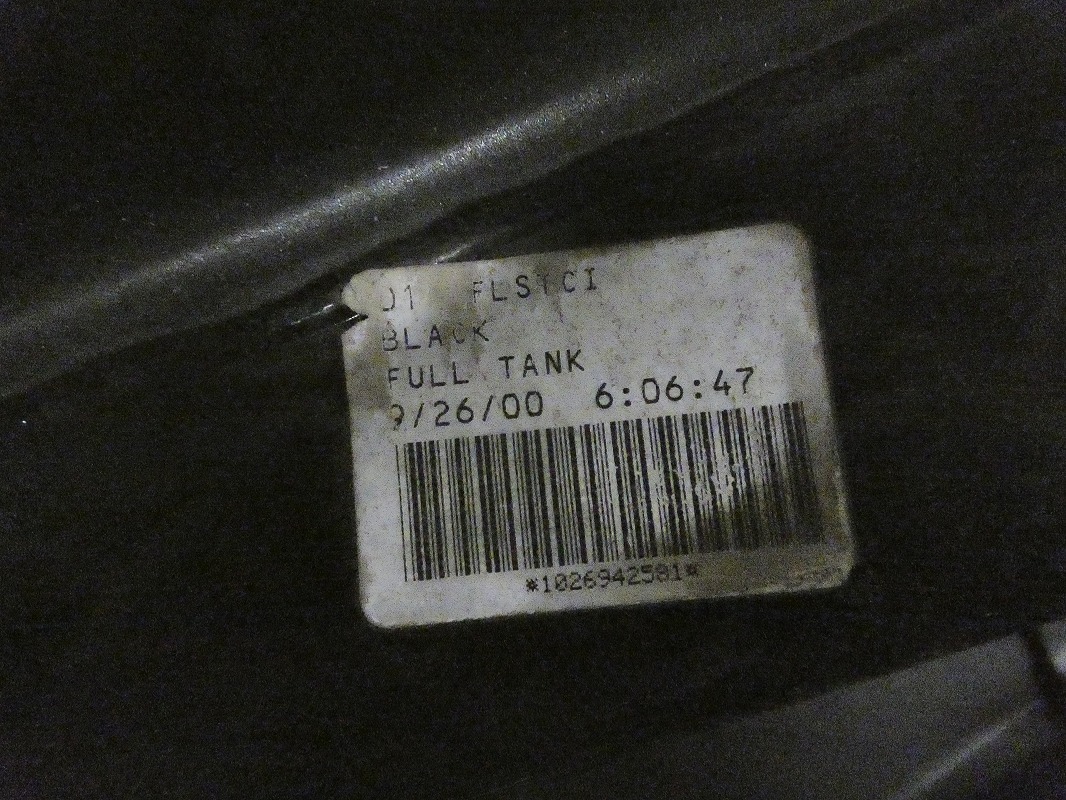 01 FLSTCI
BLACK
FULL TANK
9/26/00 6:06:47
*1026942581*